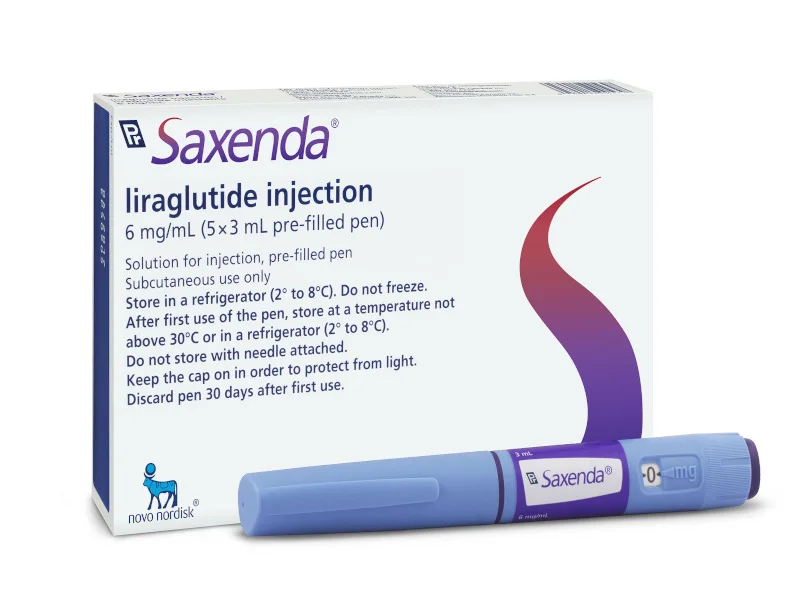 Saxenda®
Pr Saxenda®
liraglutide injection
6 mg/mL (5×3 mL pre-filled pen)
Solution for injection, pre-filled pen
Subcutaneous use only
Store in a refrigerator (2° to 8°C). Do not freeze.
After first use of the pen, store at a temperature not
above 30°C or in a refrigerator (2° to 8°C).
Do not store with needle attached.
Keep the cap on in order to protect from light.
Discard pen 30 days after first use.
novo nordisk®
3 mL
Pr Saxenda®
0 mg
6 mg/mL